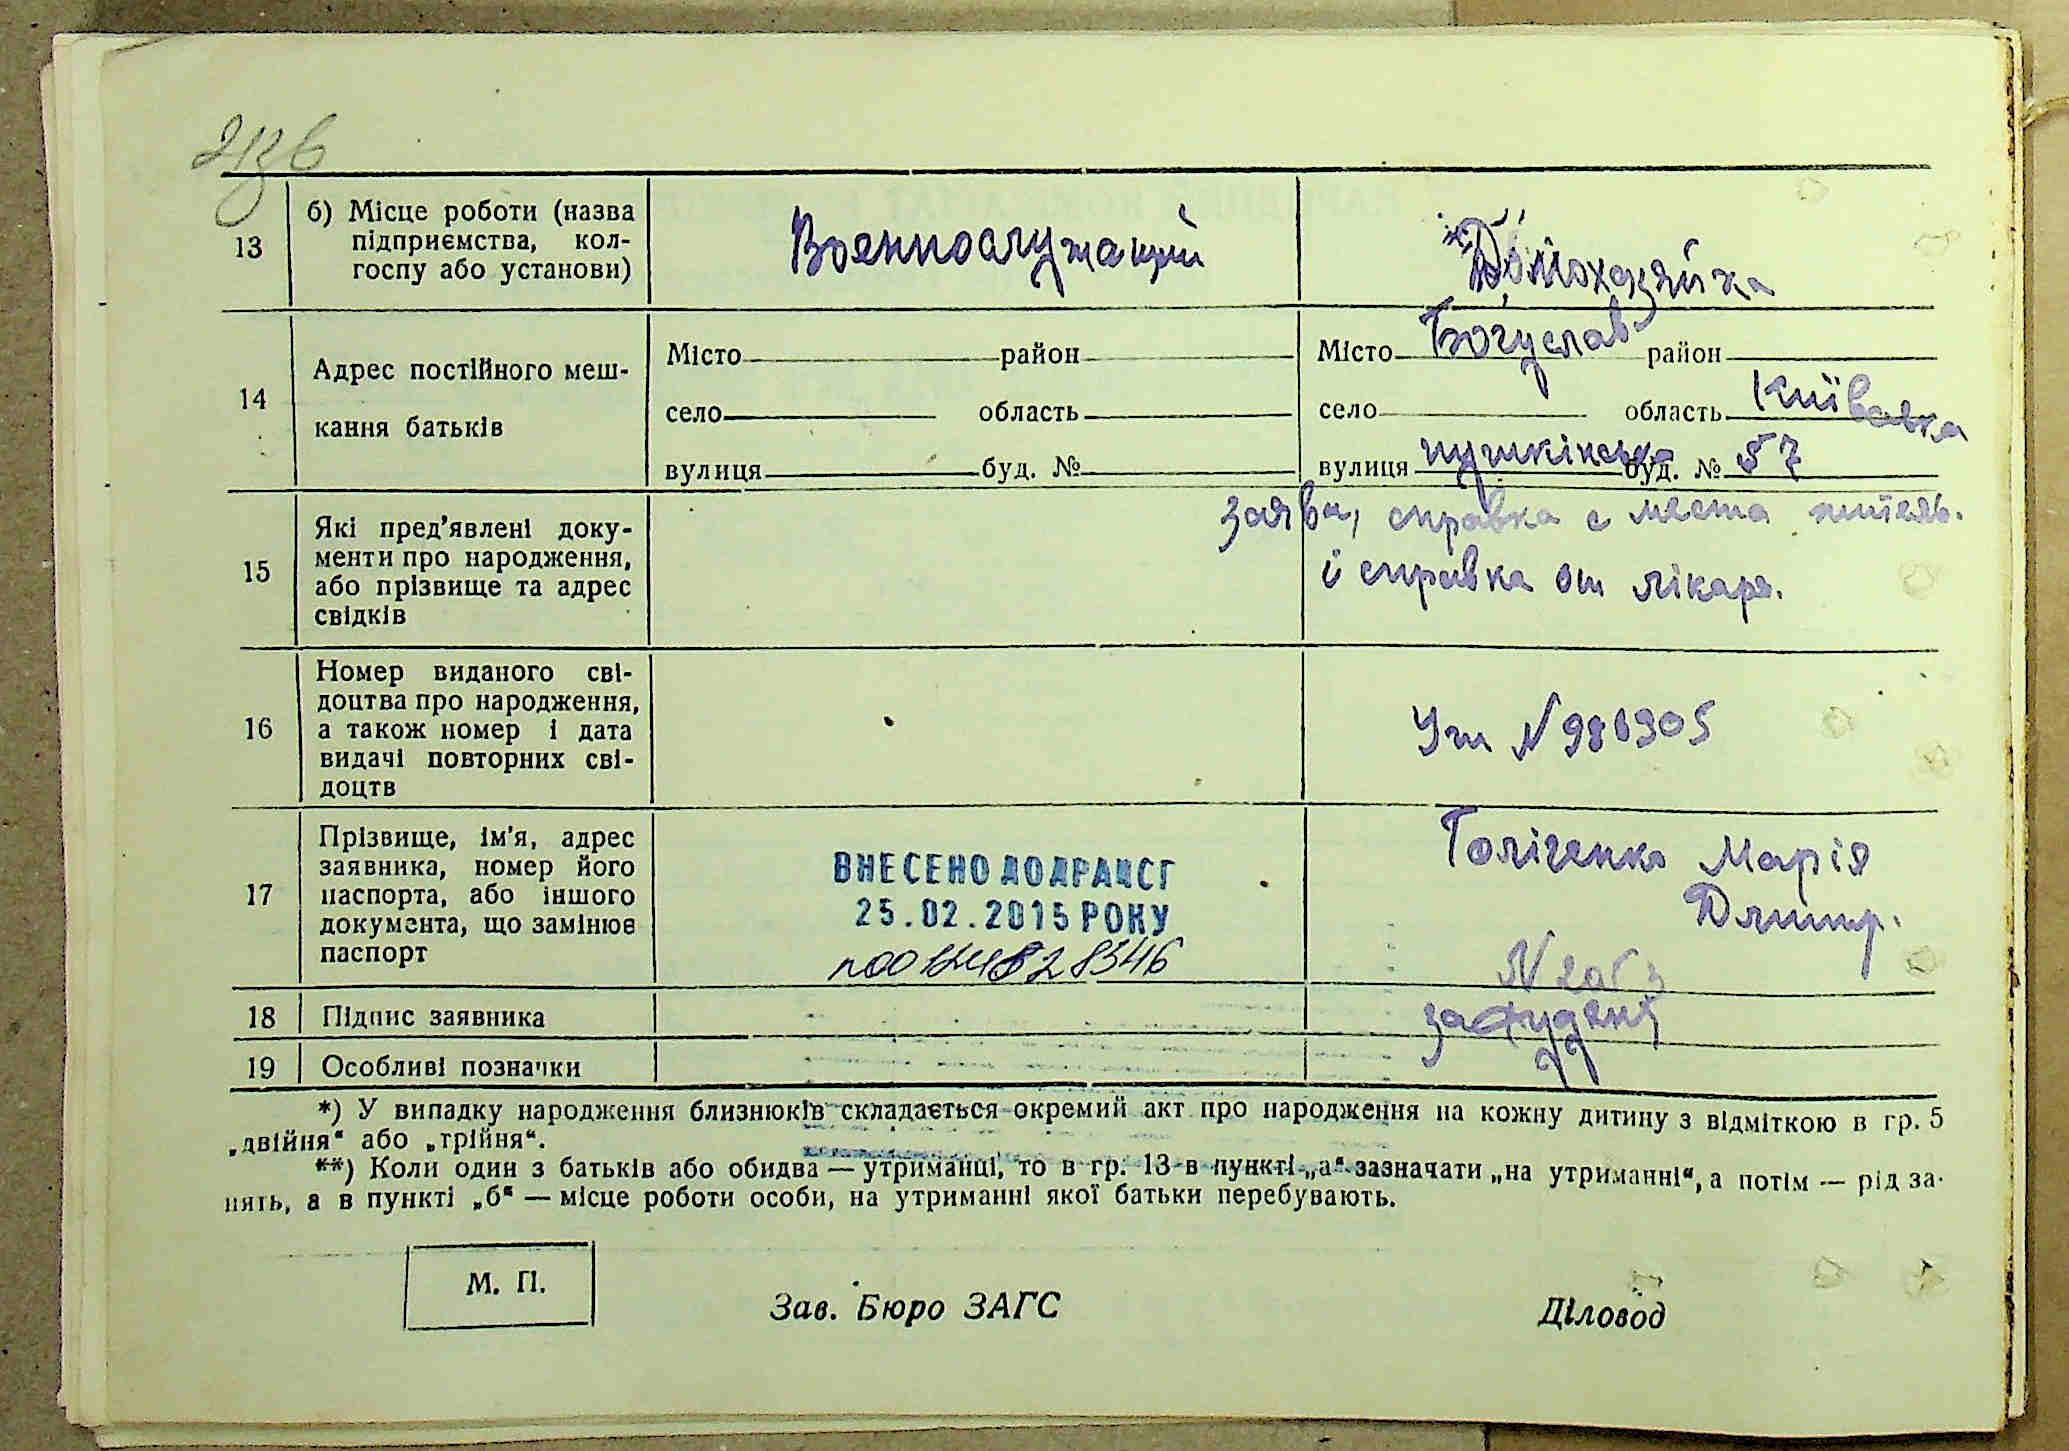 213б
13
б) Місце роботи (назва
підприємства, кол-
госпу або установи)
Военнослужащий
Домохазяйка
14
Адрес постійного меш-
кання батьків
Місто район
село область
вулиця буд. №
Місто Богуслав район
село область Київська
вулиця пушкінська буд. № 57
15
Які пред'явлені доку-
менти про народження,
або прізвище та адрес
свідків
Заява, справка с места житель.
і справка от лікаря.
16
Номер виданого сві-
доцтва про народження,
а також номер і дата
видачі повторних сві-
доцтв
N 986905
17
Прізвище, ім'я, адрес
заявника, номер його
паспорта, або іншого
документа, що замінює
паспорт
ВНЕСЕНО ДО ДРАЦСГ
25.02.2015 РОКУ
Марія
Дмитр.
18
Підпис заявника
19
Особливі позначки
*) У випадку народження близнюків складається окремий акт про народження на кожну дитину з відміткою в гр. 5
„двійня“ або „трійня“.
**) Коли один з батьків або обидва — утриманці, то в гр. 13 в пункті „а“ зазначати „на утриманні“, а потім — рід за-
нять, а в пункті „б“ — місце роботи особи, на утриманні якої батьки перебувають.
М. П.
Зав. Бюро ЗАГС
Діловод